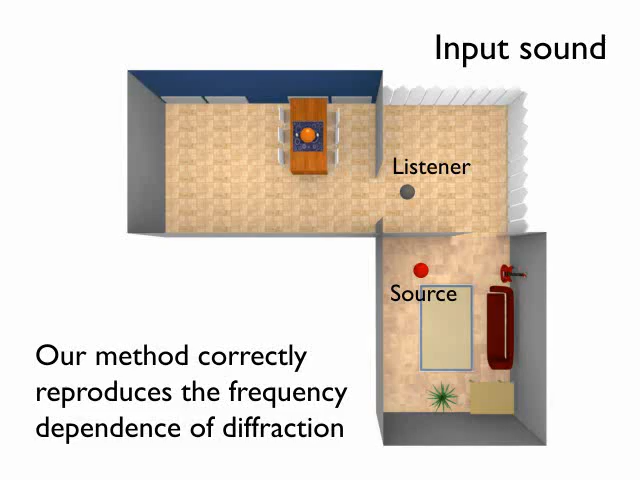 Input sound
Listener
Source
Our method correctly
reproduces the frequency
dependence of diffraction